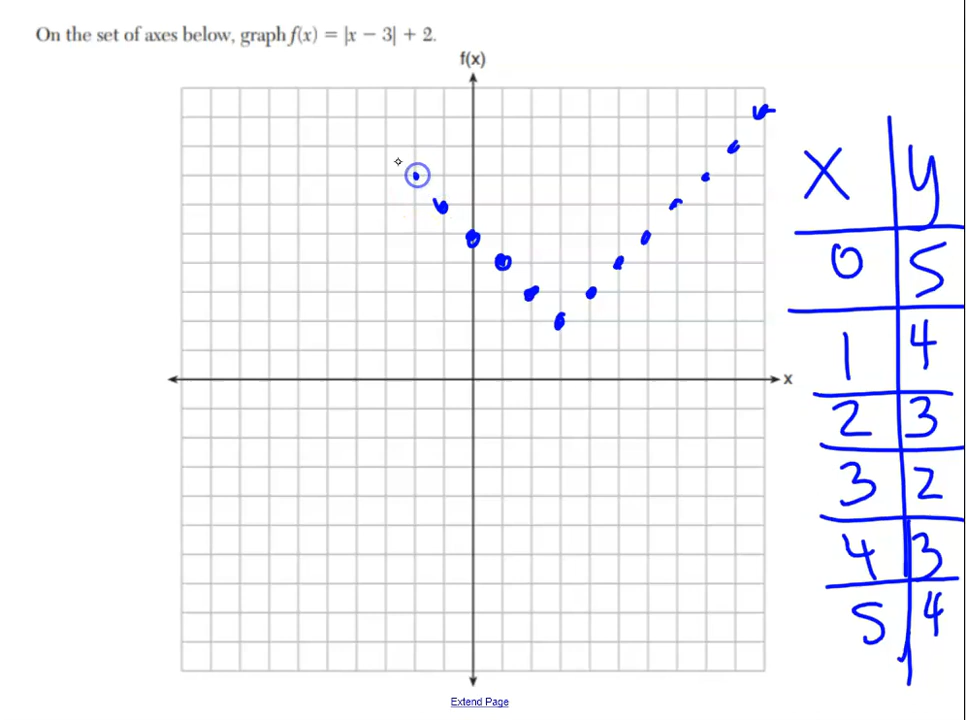 On the set of axes below, graph f(x) = |x − 3| + 2.
f(x)
x
x y
0 5
1 4
2 3
3 2
4 3
5 4
Extend Page